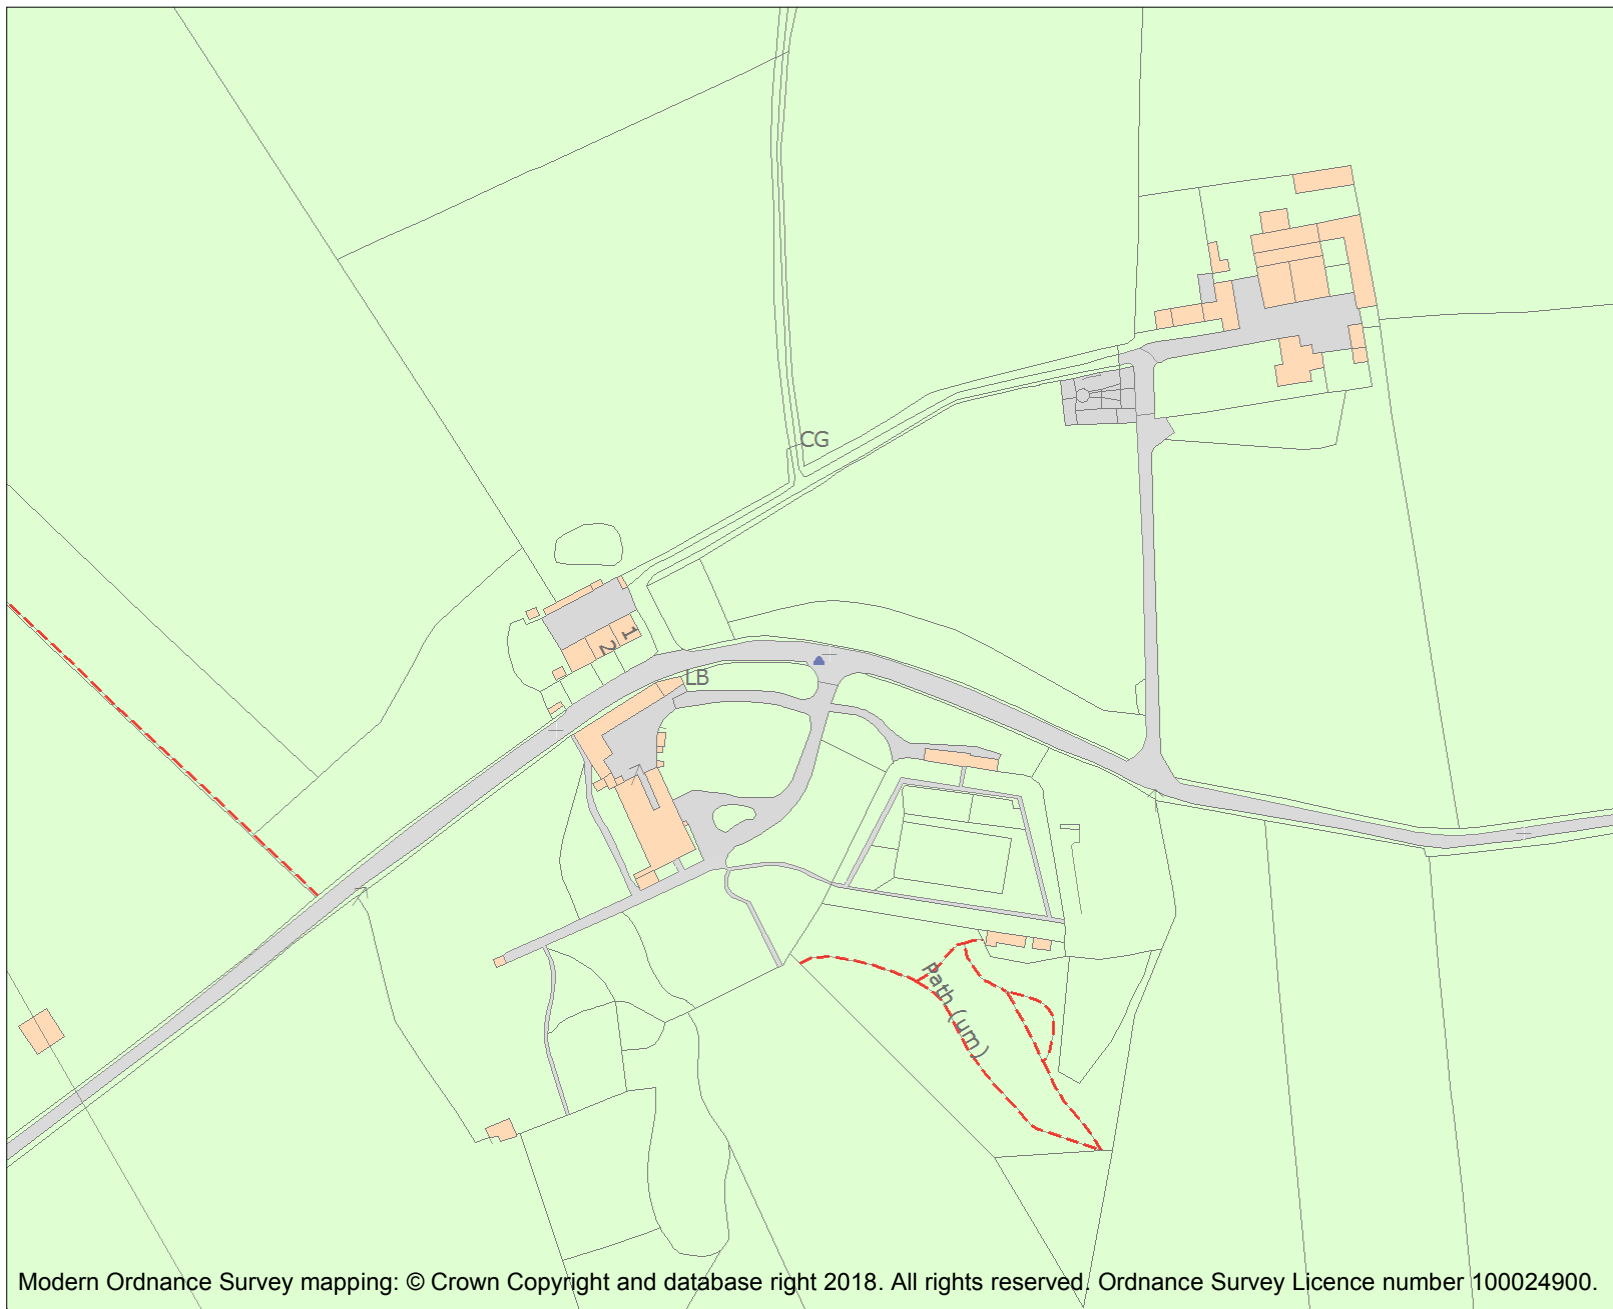 CG
1
2
LB
Path (um)
Modern Ordnance Survey mapping: © Crown Copyright and database right 2018. All rights reserved. Ordnance Survey Licence number 100024900.